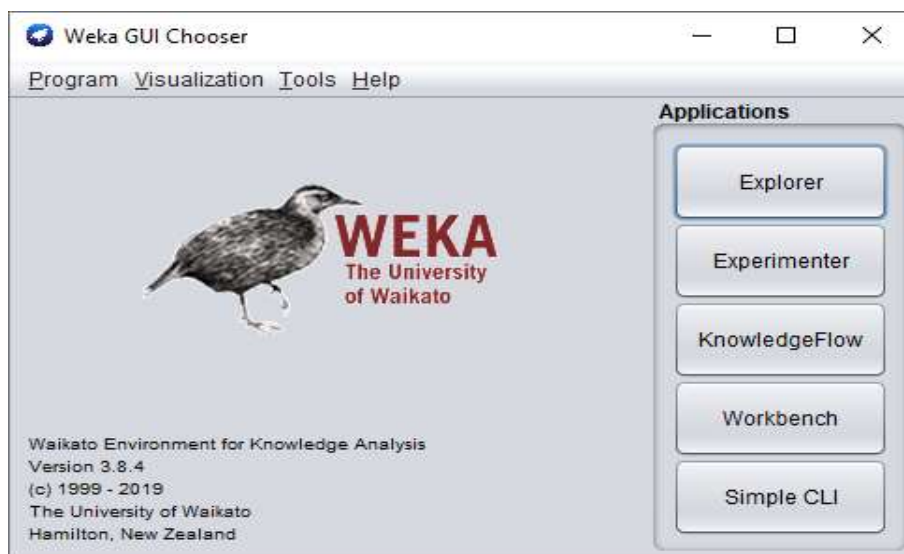 Weka GUI Chooser
Program Visualization Tools Help
Applications
Explorer
Experimenter
KnowledgeFlow
Workbench
Simple CLI
WEKA
The University
of Waikato
Waikato Environment for Knowledge Analysis
Version 3.8.4
(c) 1999 - 2019
The University of Waikato
Hamilton, New Zealand